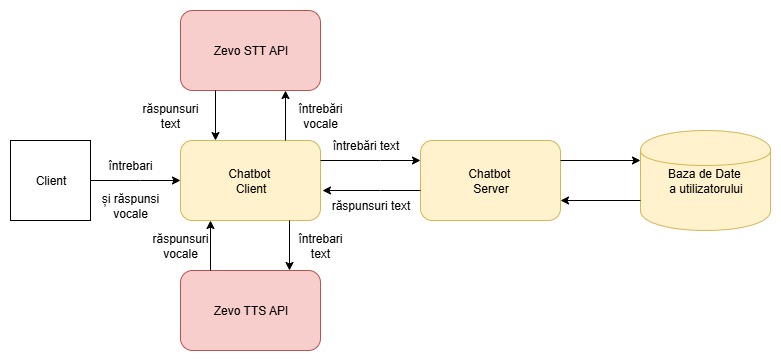 Zevo STT API
răspunsuri
text
întrebări
vocale
Client
întrebari
și răspunsi
vocale
Chatbot
Client
întrebări text
răspunsuri text
Chatbot
Server
Baza de Date
a utilizatorului
răspunsuri
vocale
întrebari
text
Zevo TTS API